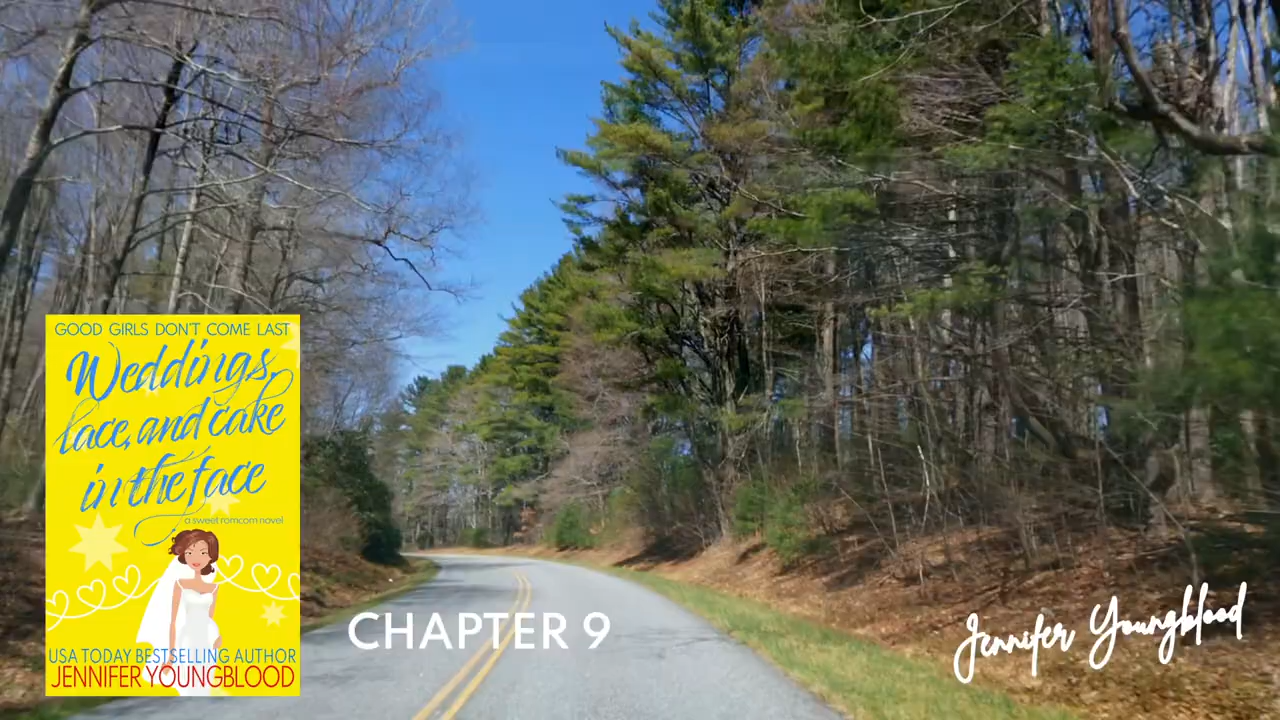 GOOD GIRLS DON'T COME LAST
Weddings,
lace, and cake
in the face
a sweet romcom novel
USA TODAY BESTSELLING AUTHOR
JENNIFER YOUNGBLOOD
CHAPTER 9
Jennifer Youngblood